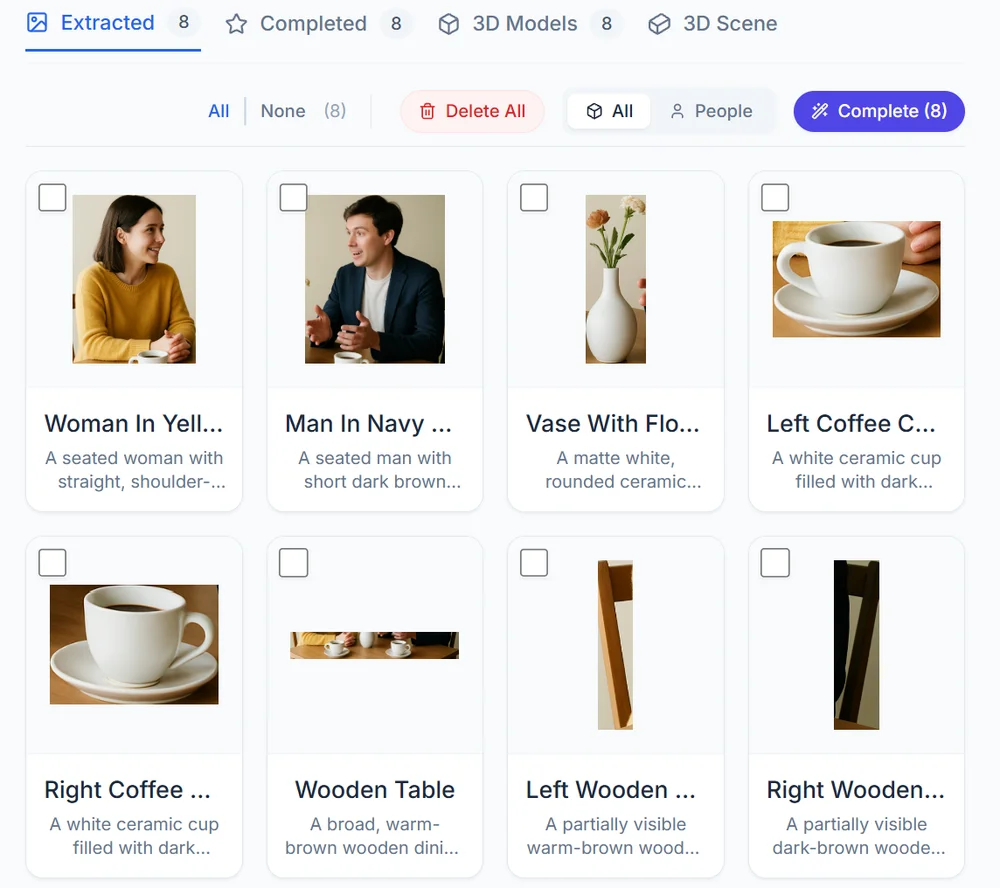 Extracted 8 Completed 8 3D Models 8 3D Scene
All None (8) Delete All All People Complete (8)
Woman In Yell...
A seated woman with
straight, shoulder-...
Man In Navy ...
A seated man with
short dark brown...
Vase With Flo...
A matte white,
rounded ceramic...
Left Coffee C...
A white ceramic cup
filled with dark...
Right Coffee ...
A white ceramic cup
filled with dark...
Wooden Table
A broad, warm-
brown wooden dini...
Left Wooden ...
A partially visible
warm-brown wood...
Right Wooden...
A partially visible
dark-brown woode...